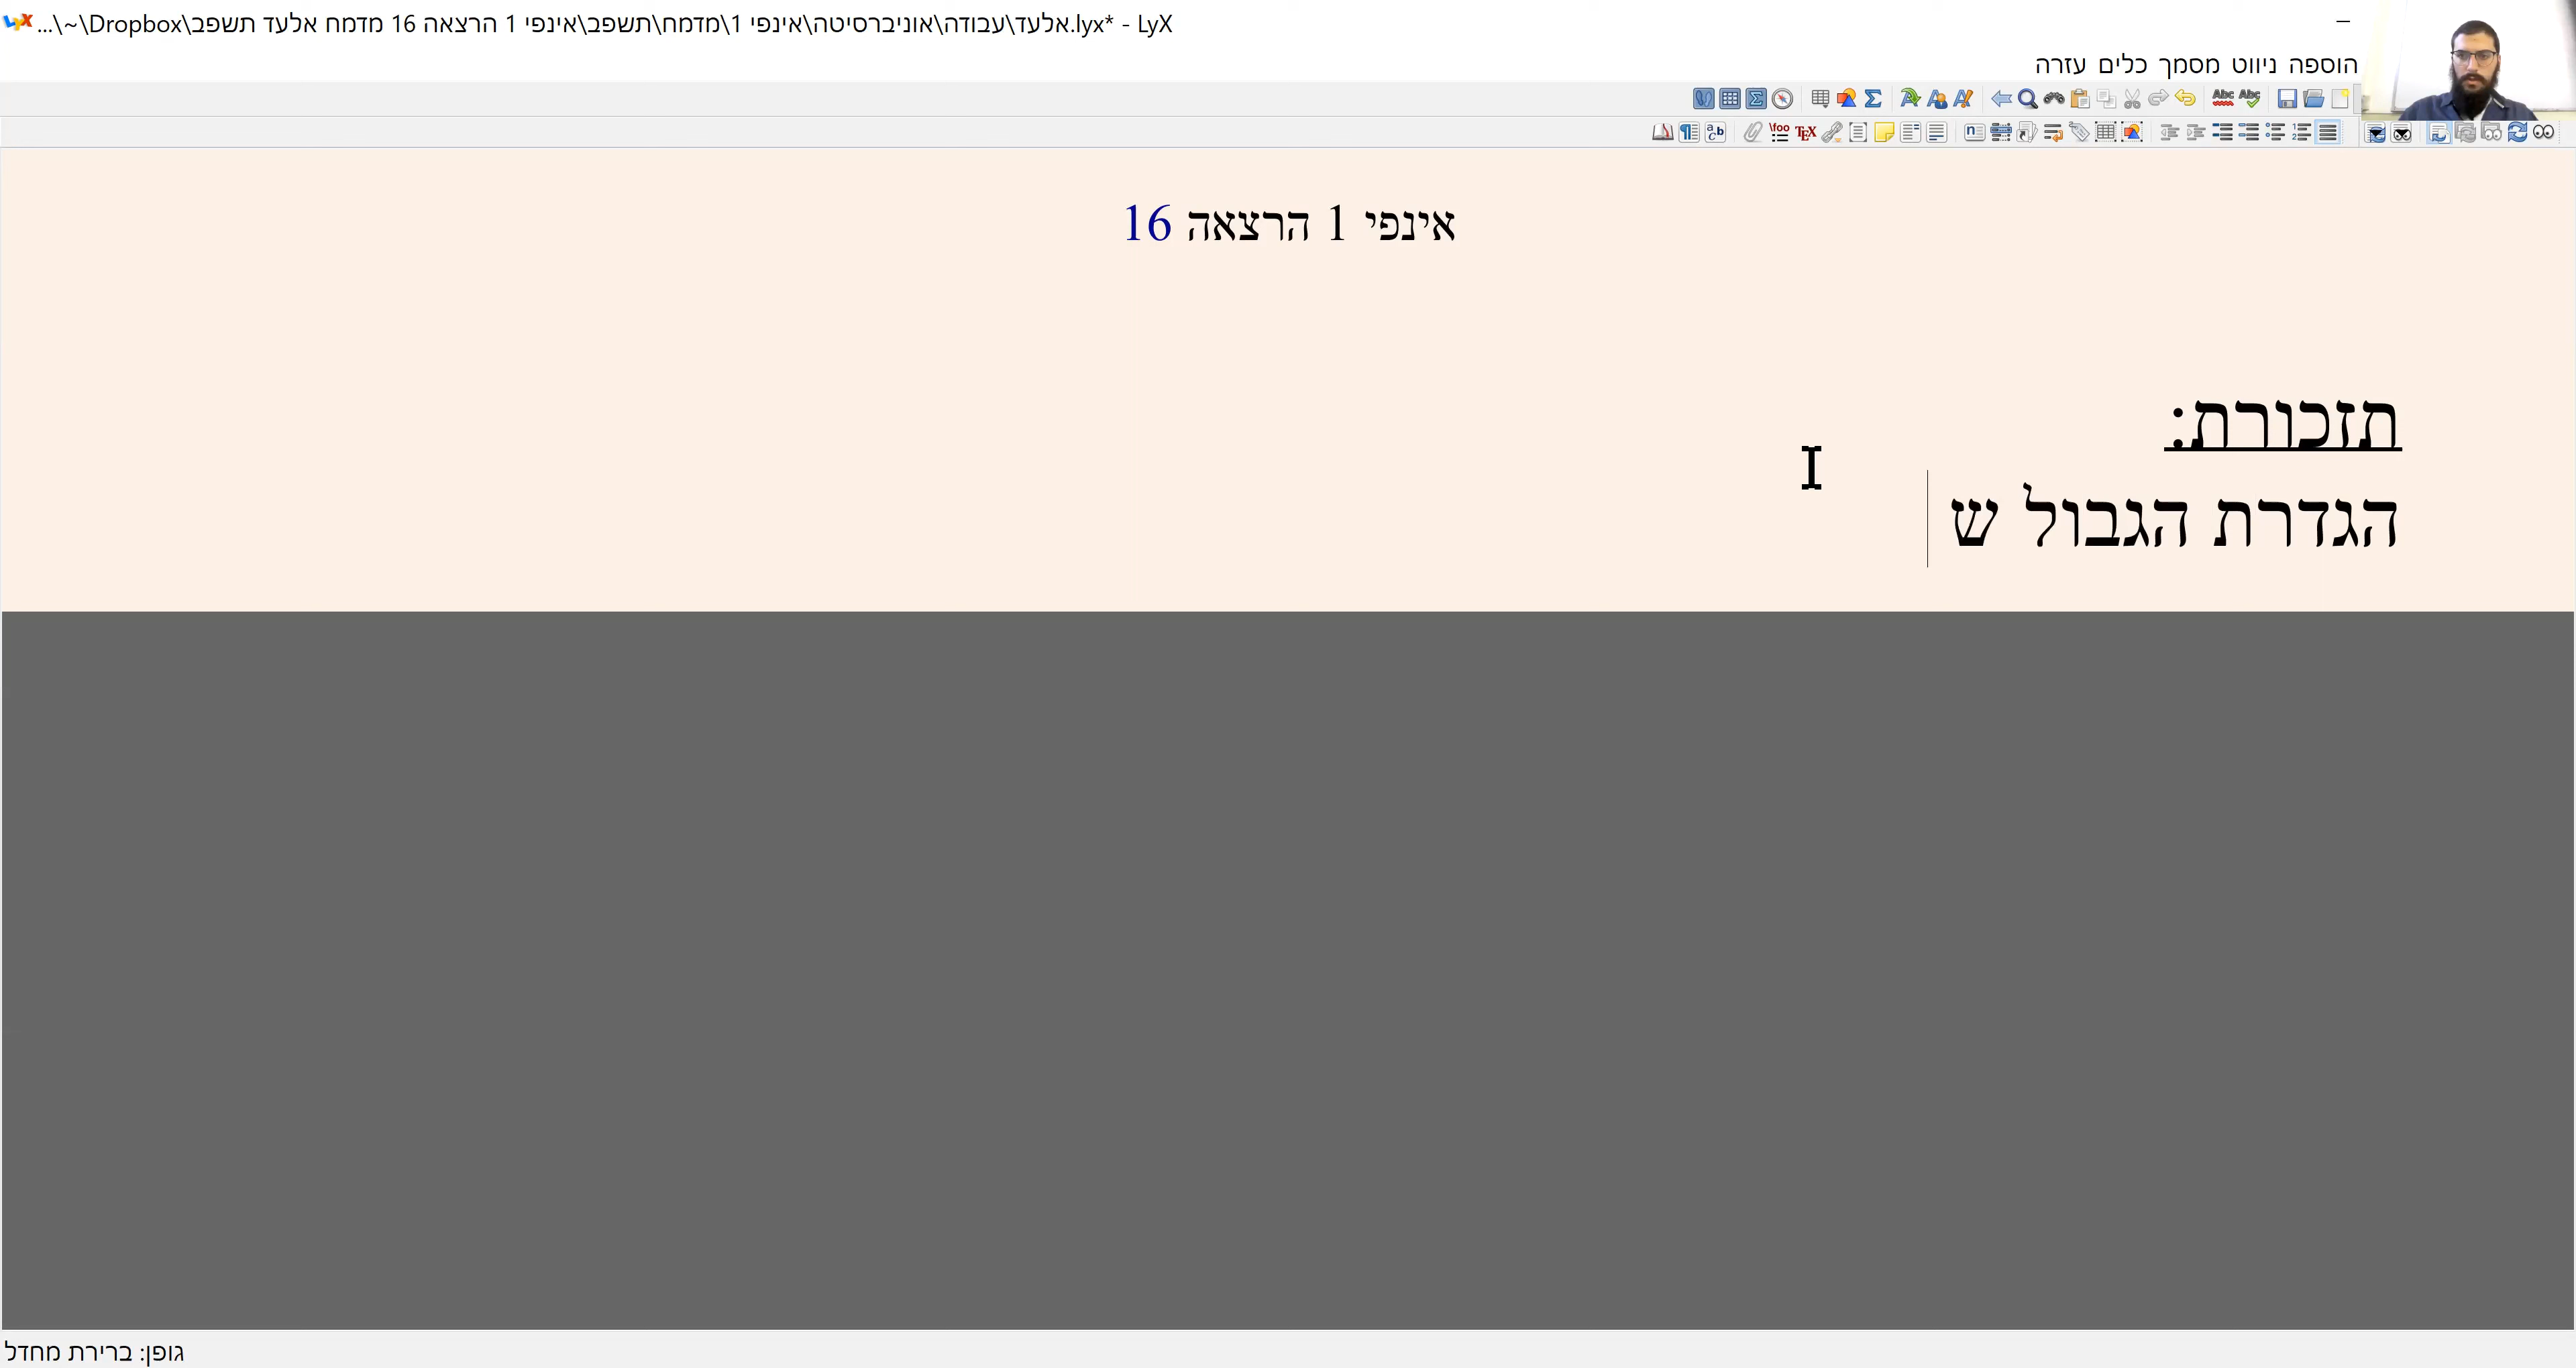 ...\~\Dropbox\אלעד\עבודה\אוניברסיטה\אינפי 1\מדמח\תשפב\אינפי 1 הרצאה 16 מדמח אלעד תשפב.lyx* - LyX
הוספה ניווט מסמך כלים עזרה
אינפי 1 הרצאה 16
תזכורת:
הגדרת הגבול ש
גופן: ברירת מחדל